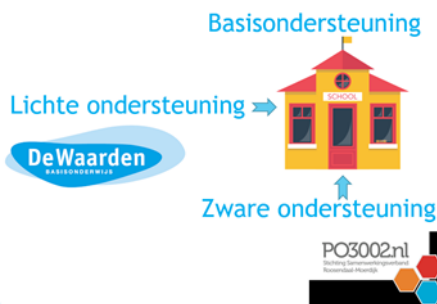 Basisondersteuning
SCHOOL
Lichte ondersteuning
DeWaarden
BASISONDERWIJS
Zware ondersteuning
PO3002.nl
Stichting Samenwerkingsverband
Roosendaal-Moerdijk